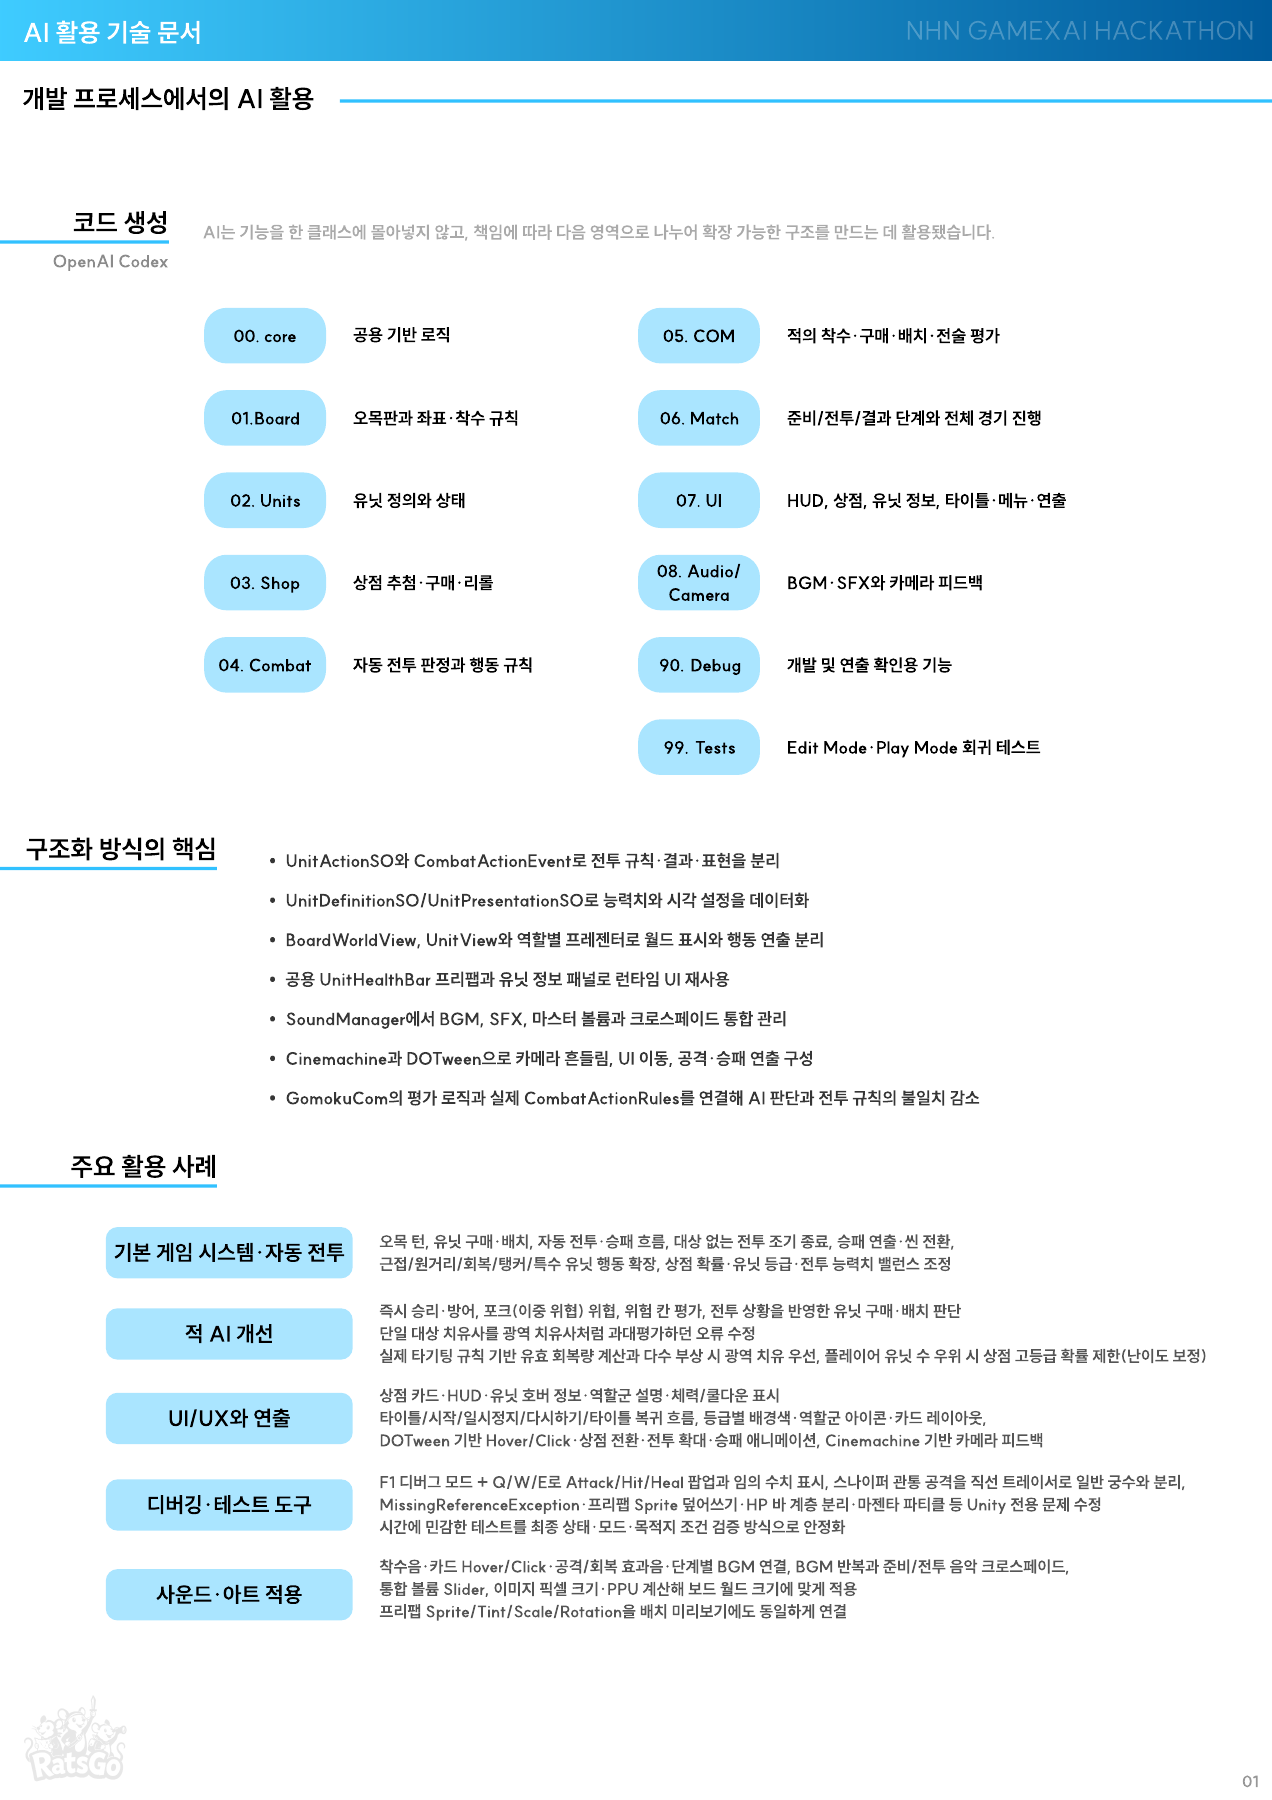 AI 활용 기술 문서
NHN GAMEXAI HACKATHON
개발 프로세스에서의 AI 활용
코드 생성
OpenAI Codex
AI는 기능을 한 클래스에 몰아넣지 않고, 책임에 따라 다음 영역으로 나누어 확장 가능한 구조를 만드는 데 활용됐습니다.
00. core
공용 기반 로직
01.Board
오목판과 좌표·착수 규칙
02. Units
유닛 정의와 상태
03. Shop
상점 추첨·구매·리롤
04. Combat
자동 전투 판정과 행동 규칙
05. COM
적의 착수·구매·배치·전술 평가
06. Match
준비/전투/결과 단계와 전체 경기 진행
07. UI
HUD, 상점, 유닛 정보, 타이틀·메뉴·연출
08. Audio/
Camera
BGM·SFX와 카메라 피드백
90. Debug
개발 및 연출 확인용 기능
99. Tests
Edit Mode·Play Mode 회귀 테스트
구조화 방식의 핵심
• UnitActionSO와 CombatActionEvent로 전투 규칙·결과·표현을 분리
• UnitDefinitionSO/UnitPresentationSO로 능력치와 시각 설정을 데이터화
• BoardWorldView, UnitView와 역할별 프레젠터로 월드 표시와 행동 연출 분리
• 공용 UnitHealthBar 프리팹과 유닛 정보 패널로 런타임 UI 재사용
• SoundManager에서 BGM, SFX, 마스터 볼륨과 크로스페이드 통합 관리
• Cinemachine과 DOTween으로 카메라 흔들림, UI 이동, 공격·승패 연출 구성
• GomokuCom의 평가 로직과 실제 CombatActionRules를 연결해 AI 판단과 전투 규칙의 불일치 감소
주요 활용 사례
기본 게임 시스템·자동 전투
오목 턴, 유닛 구매·배치, 자동 전투·승패 흐름, 대상 없는 전투 조기 종료, 승패 연출·씬 전환,
근접/원거리/회복/탱커/특수 유닛 행동 확장, 상점 확률·유닛 등급·전투 능력치 밸런스 조정
적 AI 개선
즉시 승리·방어, 포크(이중 위협) 위협, 위험 칸 평가, 전투 상황을 반영한 유닛 구매·배치 판단
단일 대상 치유사를 광역 치유사처럼 과대평가하던 오류 수정
실제 타기팅 규칙 기반 유효 회복량 계산과 다수 부상 시 광역 치유 우선, 플레이어 유닛 수 우위 시 상점 고등급 확률 제한(난이도 보정)
UI/UX와 연출
상점 카드·HUD·유닛 호버 정보·역할군 설명·체력/쿨다운 표시
타이틀/시작/일시정지/다시하기/타이틀 복귀 흐름, 등급별 배경색·역할군 아이콘·카드 레이아웃,
DOTween 기반 Hover/Click·상점 전환·전투 확대·승패 애니메이션, Cinemachine 기반 카메라 피드백
디버깅·테스트 도구
F1 디버그 모드 + Q/W/E로 Attack/Hit/Heal 팝업과 임의 수치 표시, 스나이퍼 관통 공격을 직선 트레이서로 일반 궁수와 분리,
MissingReferenceException·프리팹 Sprite 덮어쓰기·HP 바 계층 분리·마젠타 파티클 등 Unity 전용 문제 수정
시간에 민감한 테스트를 최종 상태·모드·목적지 조건 검증 방식으로 안정화
사운드·아트 적용
착수음·카드 Hover/Click·공격/회복 효과음·단계별 BGM 연결, BGM 반복과 준비/전투 음악 크로스페이드,
통합 볼륨 Slider, 이미지 픽셀 크기·PPU 계산해 보드 월드 크기에 맞게 적용
프리팹 Sprite/Tint/Scale/Rotation을 배치 미리보기에도 동일하게 연결
RatsGo
01